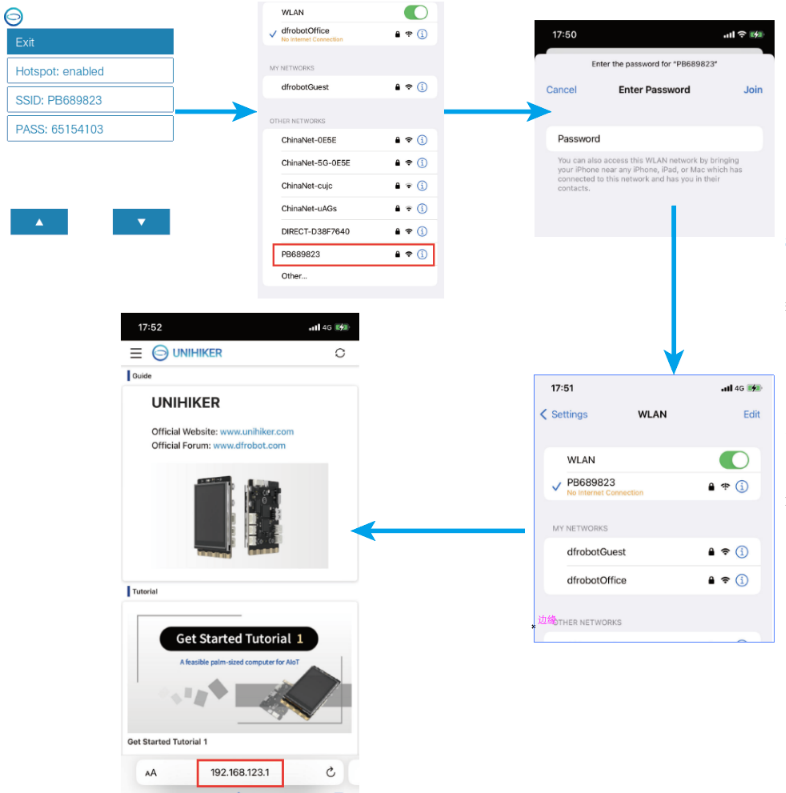 Exit
Hotspot: enabled
SSID: PB689823
PASS: 65154103
WLAN
dfrobotOffice
No Internet Connection
MY NETWORKS
dfrobotGuest
OTHER NETWORKS
ChinaNet-0E5E
ChinaNet-5G-0E5E
ChinaNet-cujc
ChinaNet-uAGs
DIRECT-D38F7640
PB689823
Other...
17:50
Enter the password for "PB689823"
Cancel Enter Password Join
Password
You can also access this WLAN network by bringing
your iPhone near any iPhone, iPad, or Mac which has
connected to this network and has you in their
contacts.
17:51 4G
Settings WLAN Edit
WLAN
PB689823
No Internet Connection
MY NETWORKS
dfrobotGuest
dfrobotOffice
边缘
OTHER NETWORKS
17:52 4G
UNIHIKER
Guide
UNIHIKER
Official Website: www.unihiker.com
Official Forum: www.dfrobot.com
Tutorial
Get Started Tutorial 1
A feasible palm-sized computer for AIoT
Get Started Tutorial 1
AA 192.168.123.1